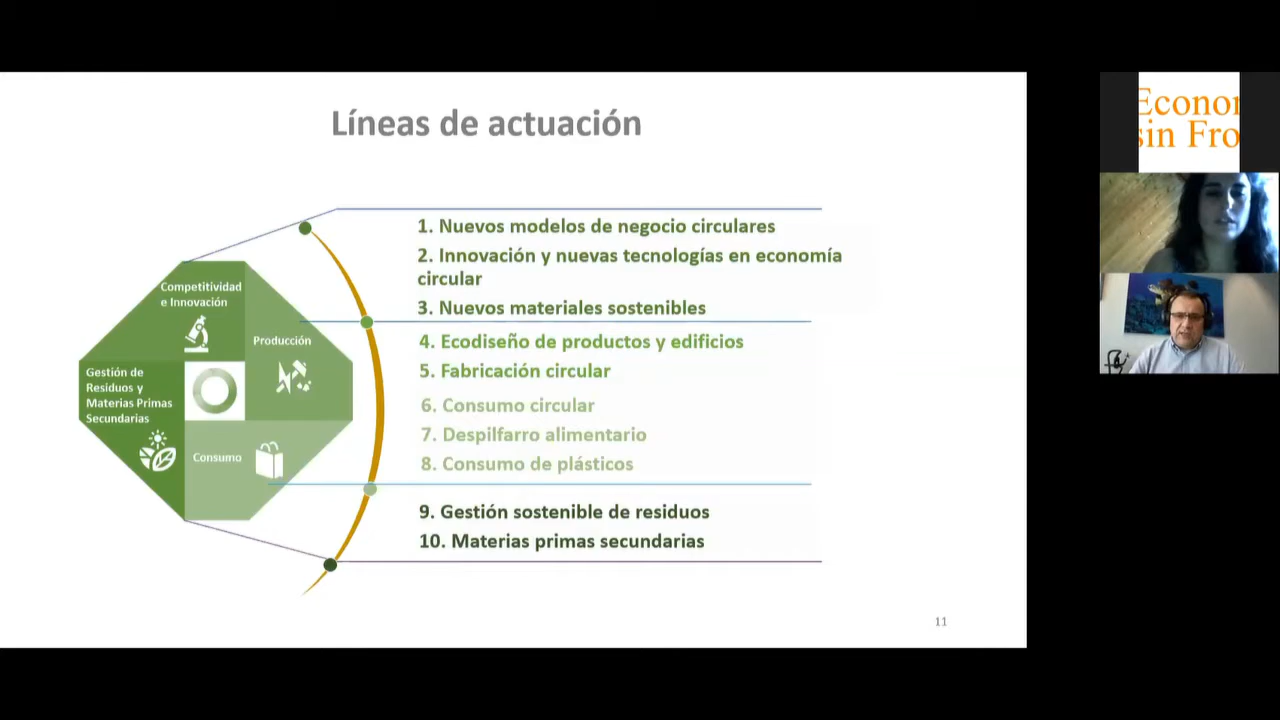 Líneas de actuación
Competitividad
e Innovación
Producción
Gestión de
Residuos y
Materias Primas
Secundarias
Consumo
1. Nuevos modelos de negocio circulares
2. Innovación y nuevas tecnologías en economía
circular
3. Nuevos materiales sostenibles
4. Ecodiseño de productos y edificios
5. Fabricación circular
6. Consumo circular
7. Despilfarro alimentario
8. Consumo de plásticos
9. Gestión sostenible de residuos
10. Materias primas secundarias
11
Econor
sin Fro